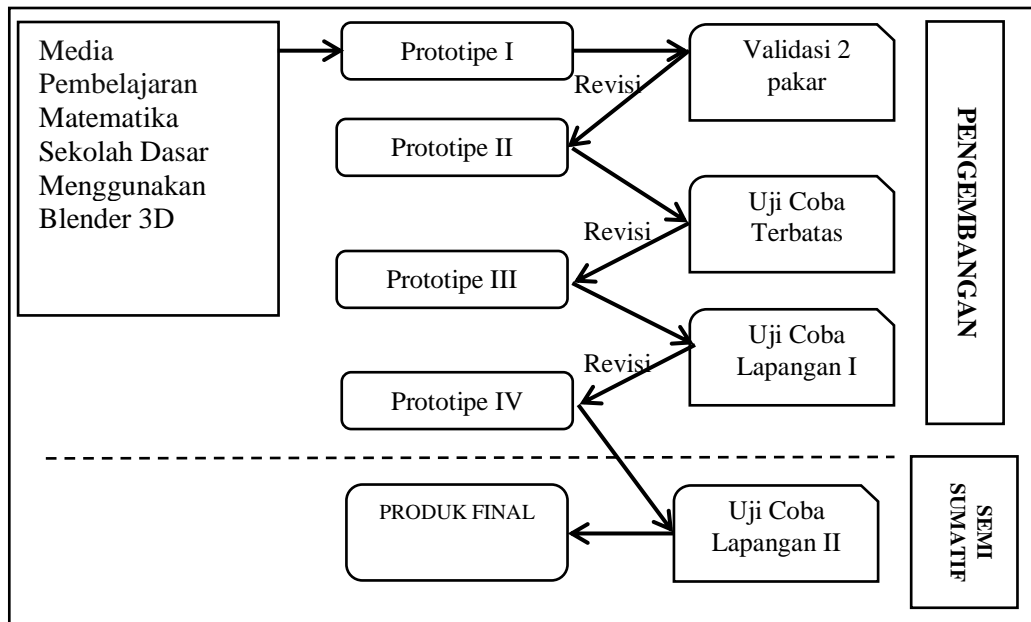 Media
Pembelajaran
Matematika
Sekolah Dasar
Menggunakan
Blender 3D
Prototipe I
Validasi 2
pakar
Revisi
Prototipe II
Uji Coba
Terbatas
Revisi
Prototipe III
Uji Coba
Lapangan I
Revisi
Prototipe IV
PENGEMBANGAN
PRODUK FINAL
Uji Coba
Lapangan II
SEMI
SUMATIF